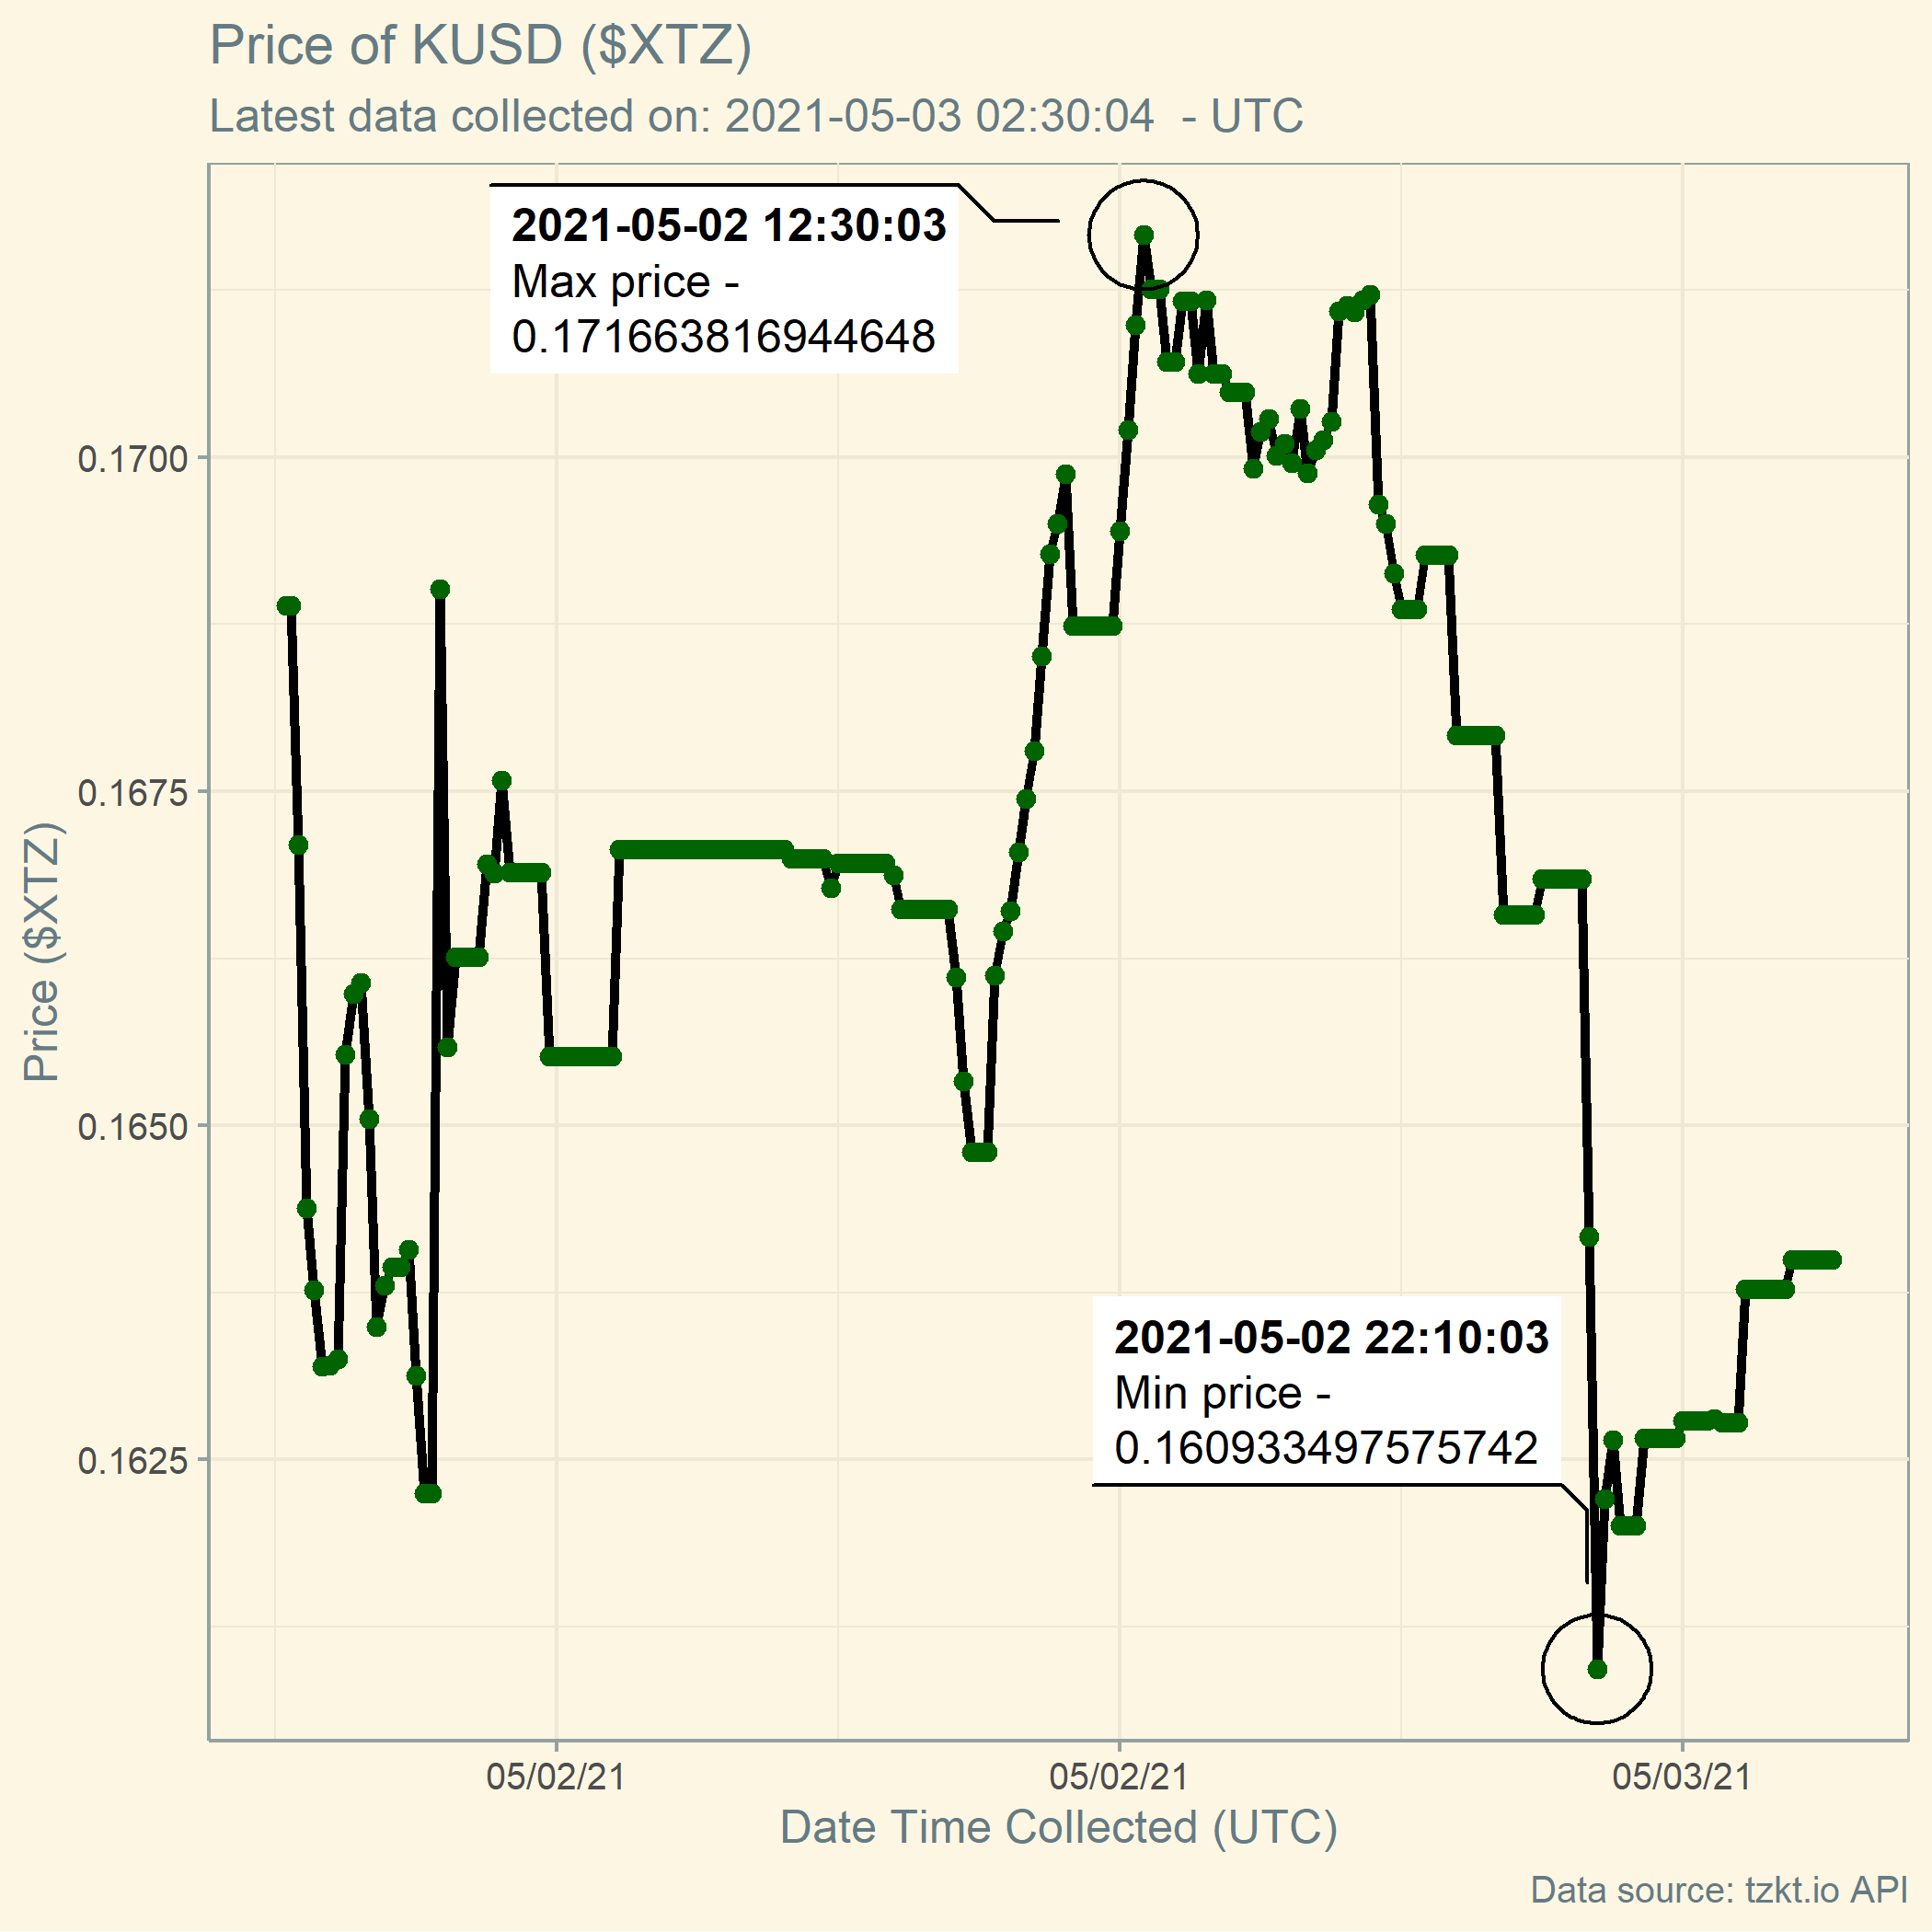 Price of KUSD ($XTZ)
Latest data collected on: 2021-05-03 02:30:04  - UTC
2021-05-02 12:30:03
Max price -
0.171663816944648
0.1700
0.1675
0.1650
0.1625
Price ($XTZ)
2021-05-02 22:10:03
Min price -
0.160933497575742
05/02/21
05/02/21
05/03/21
Date Time Collected (UTC)
Data source: tzkt.io API